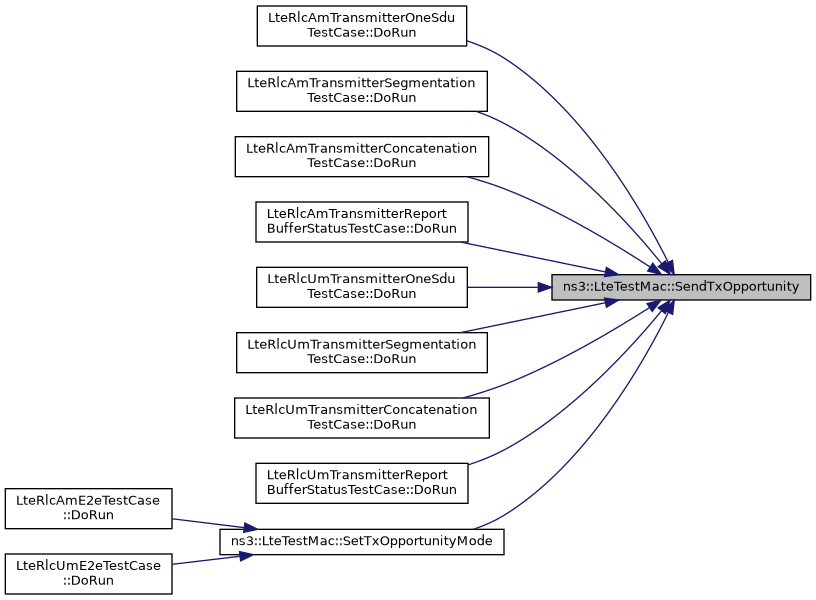 LteRlcAmTransmitterOneSdu
TestCase::DoRun
LteRlcAmTransmitterSegmentation
TestCase::DoRun
LteRlcAmTransmitterConcatenation
TestCase::DoRun
LteRlcAmTransmitterReport
BufferStatusTestCase::DoRun
LteRlcUmTransmitterOneSdu
TestCase::DoRun
ns3::LteTestMac::SendTxOpportunity
LteRlcUmTransmitterSegmentation
TestCase::DoRun
LteRlcUmTransmitterConcatenation
TestCase::DoRun
LteRlcUmTransmitterReport
BufferStatusTestCase::DoRun
LteRlcAmE2eTestCase
::DoRun
ns3::LteTestMac::SetTxOpportunityMode
LteRlcUmE2eTestCase
::DoRun